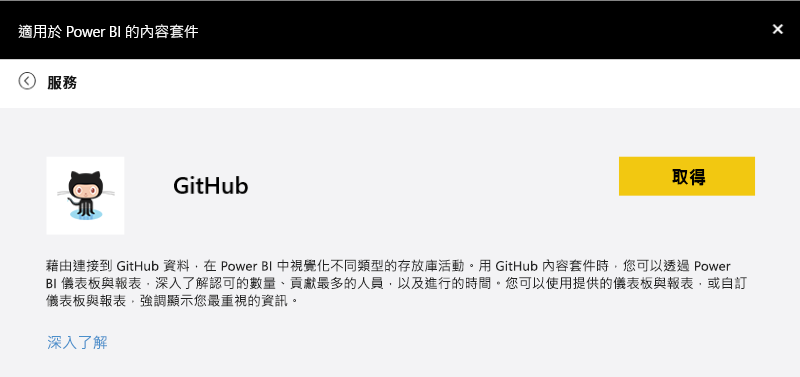 適用於 Power BI 的內容套件
服務
GitHub
取得
藉由連接到 GitHub 資料，在 Power BI 中視覺化不同類型的存放庫活動。用 GitHub 內容套件時，您可以透過 Power
BI 儀表板與報表，深入了解認可的數量、貢獻最多的人員，以及進行的時間。您可以使用提供的儀表板與報表，或自訂
儀表板與報表，強調顯示您最重視的資訊。
深入了解